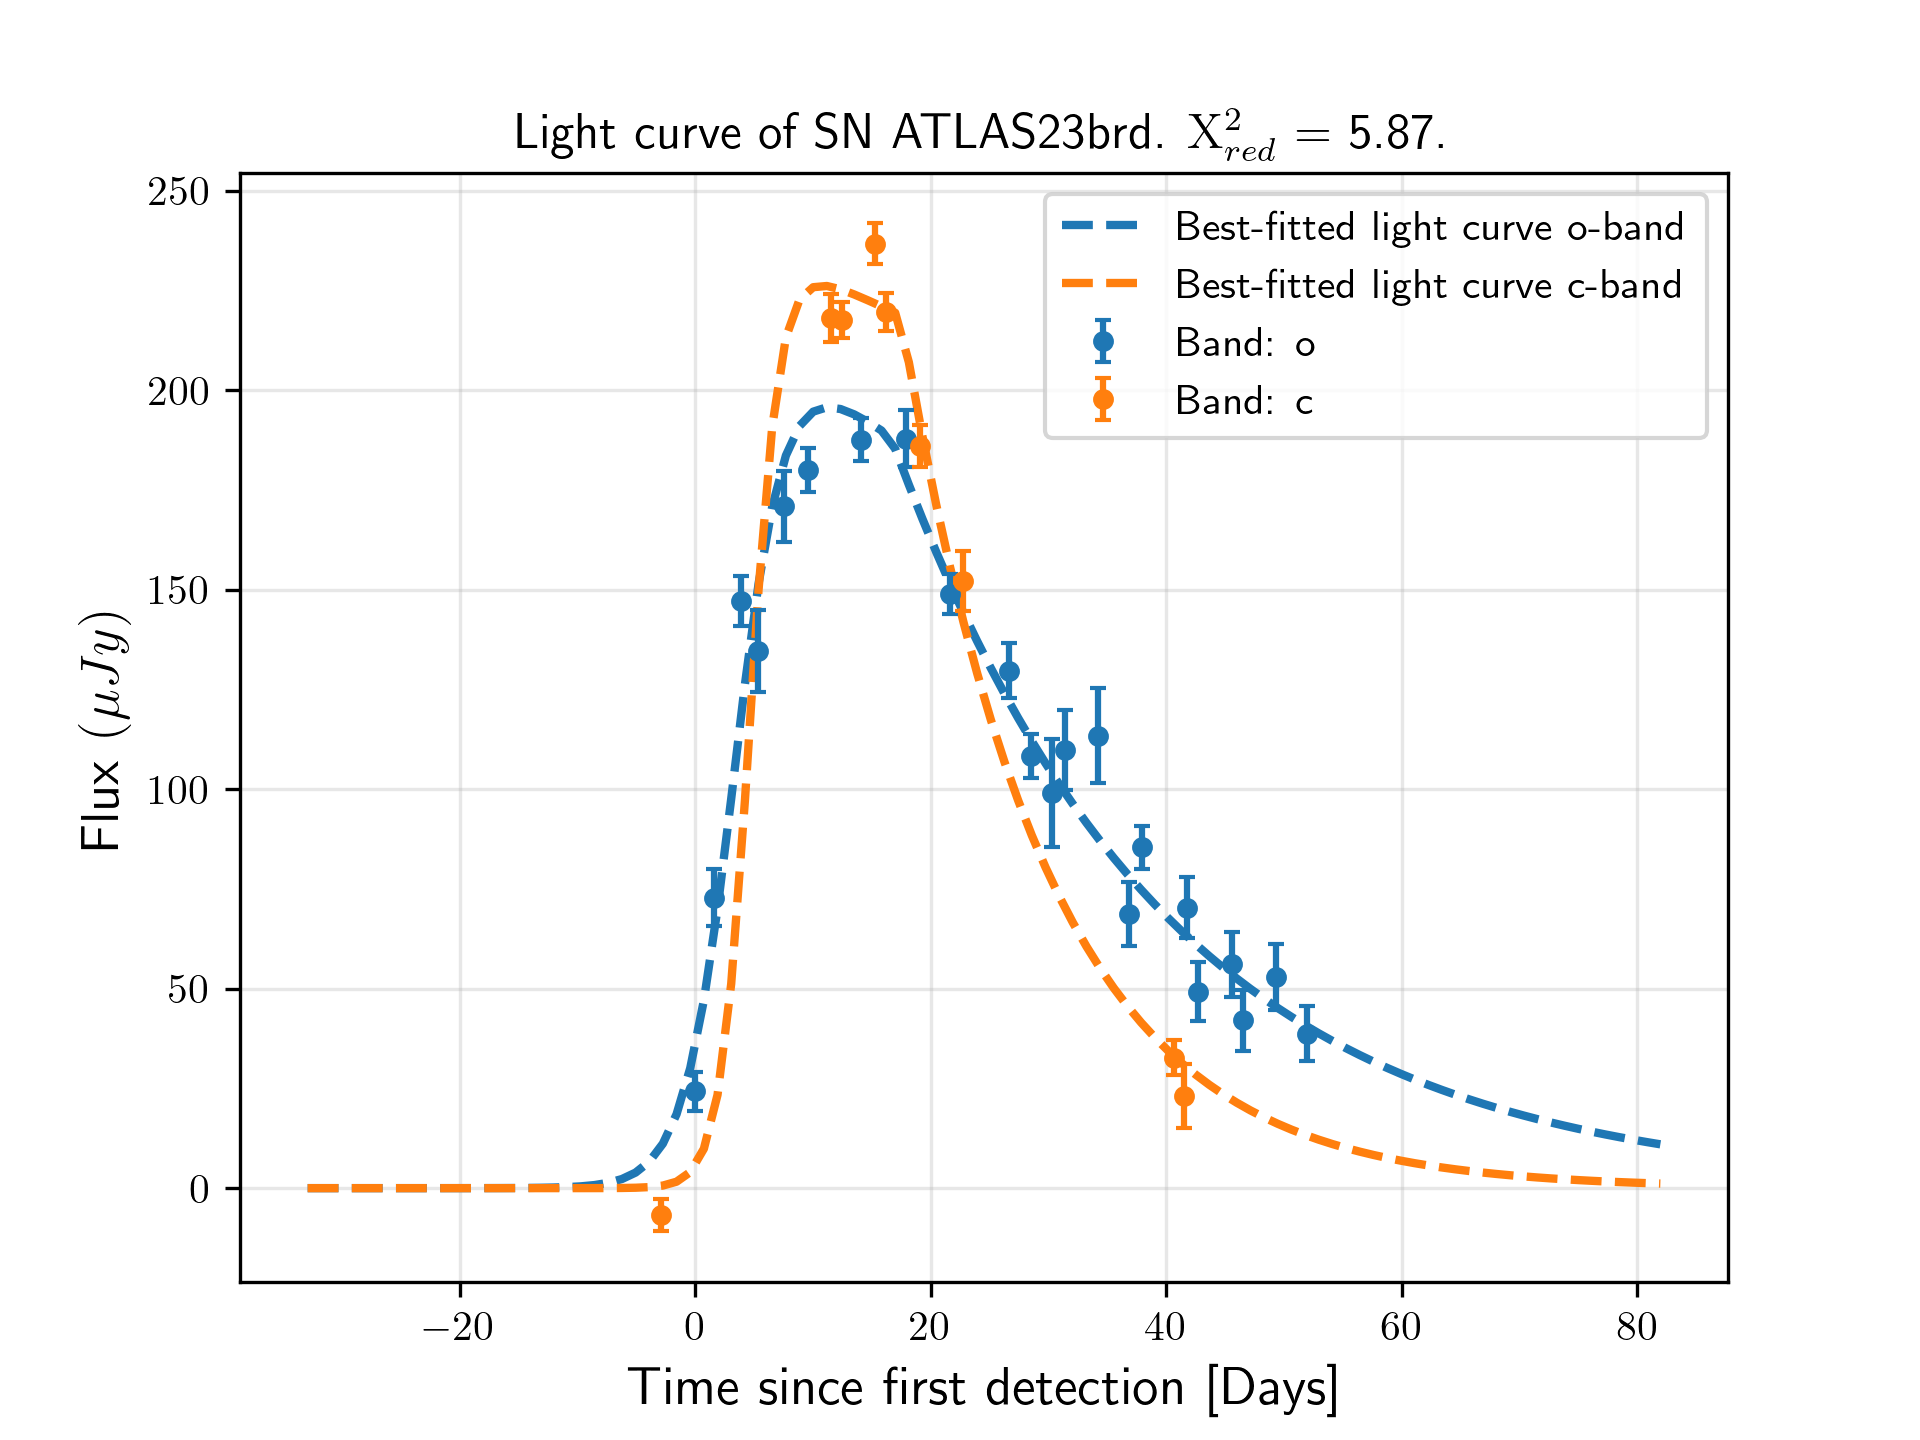 Light curve of SN ATLAS23brd. X²_red = 5.87.
250
200
150
100
50
0
Flux (μJy)
Best-fitted light curve o-band
Best-fitted light curve c-band
Band: o
Band: c
−20 0 20 40 60 80
Time since first detection [Days]